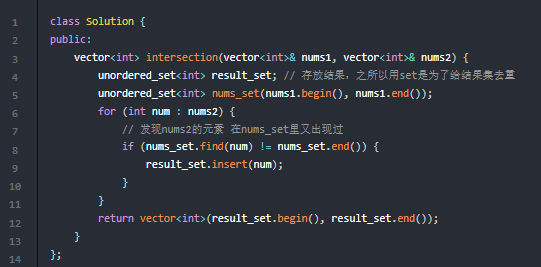 1 class Solution {
2 public:
3     vector<int> intersection(vector<int>& nums1, vector<int>& nums2) {
4         unordered_set<int> result_set; // 存放结果，之所以用set是为了给结果集去重
5         unordered_set<int> nums_set(nums1.begin(), nums1.end());
6         for (int num : nums2) {
7             // 发现nums2的元素 在nums_set里又出现过
8             if (nums_set.find(num) != nums_set.end()) {
9                 result_set.insert(num);
10             }
11         }
12         return vector<int>(result_set.begin(), result_set.end());
13     }
14 };